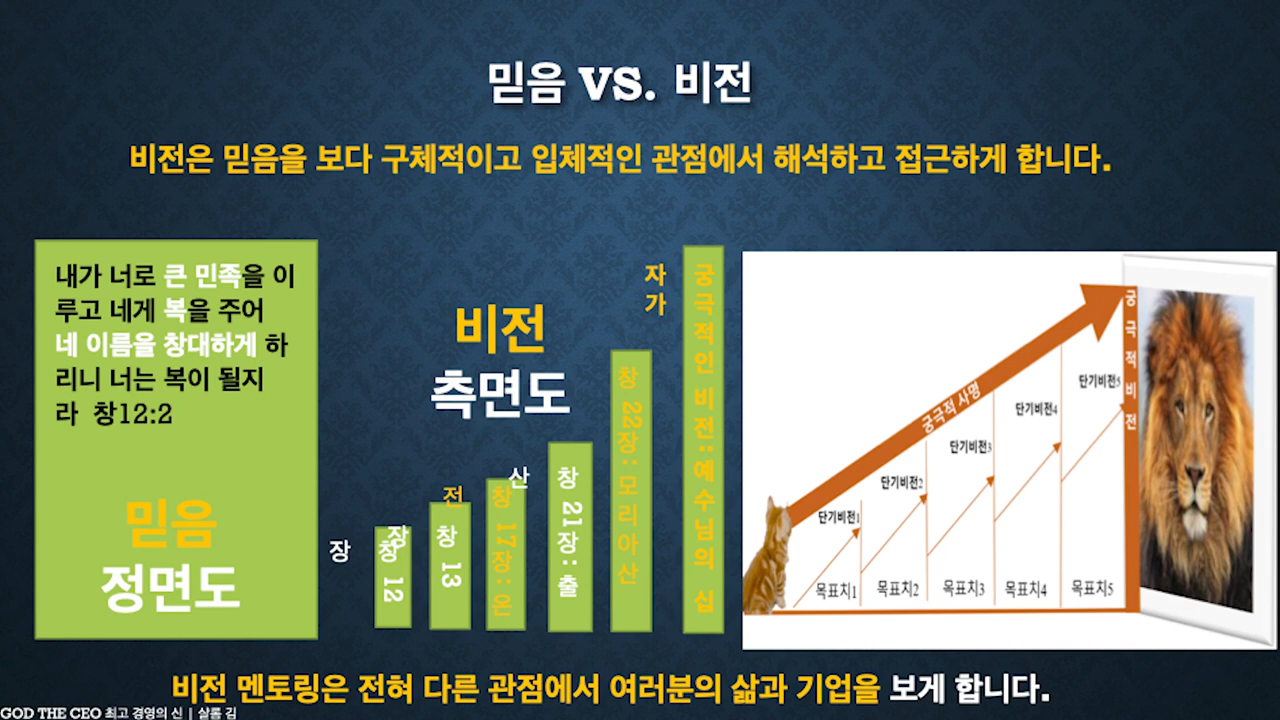 믿음 vs. 비전
비전은 믿음을 보다 구체적이고 입체적인 관점에서 해석하고 접근하게 합니다.
내가 너로 큰 민족을 이
루고 네게 복을 주어
네 이름을 창대하게 하
리니 너는 복이 될지
라 창12:2
믿음
정면도
비전
측면도
창 12
장
창 13
장
창 17장:온
전
창 21장:출
산
창 22장:모리아산
궁극적인 비전:예수님의 십
자가
궁극적 사명
단기비전1
단기비전2
단기비전3
단기비전4
단기비전5
목표치1
목표치2
목표치3
목표치4
목표치5
궁극적비전
비전 멘토링은 전혀 다른 관점에서 여러분의 삶과 기업을 보게 합니다.
GOD THE CEO 최고 경영의 신 | 살롬 김